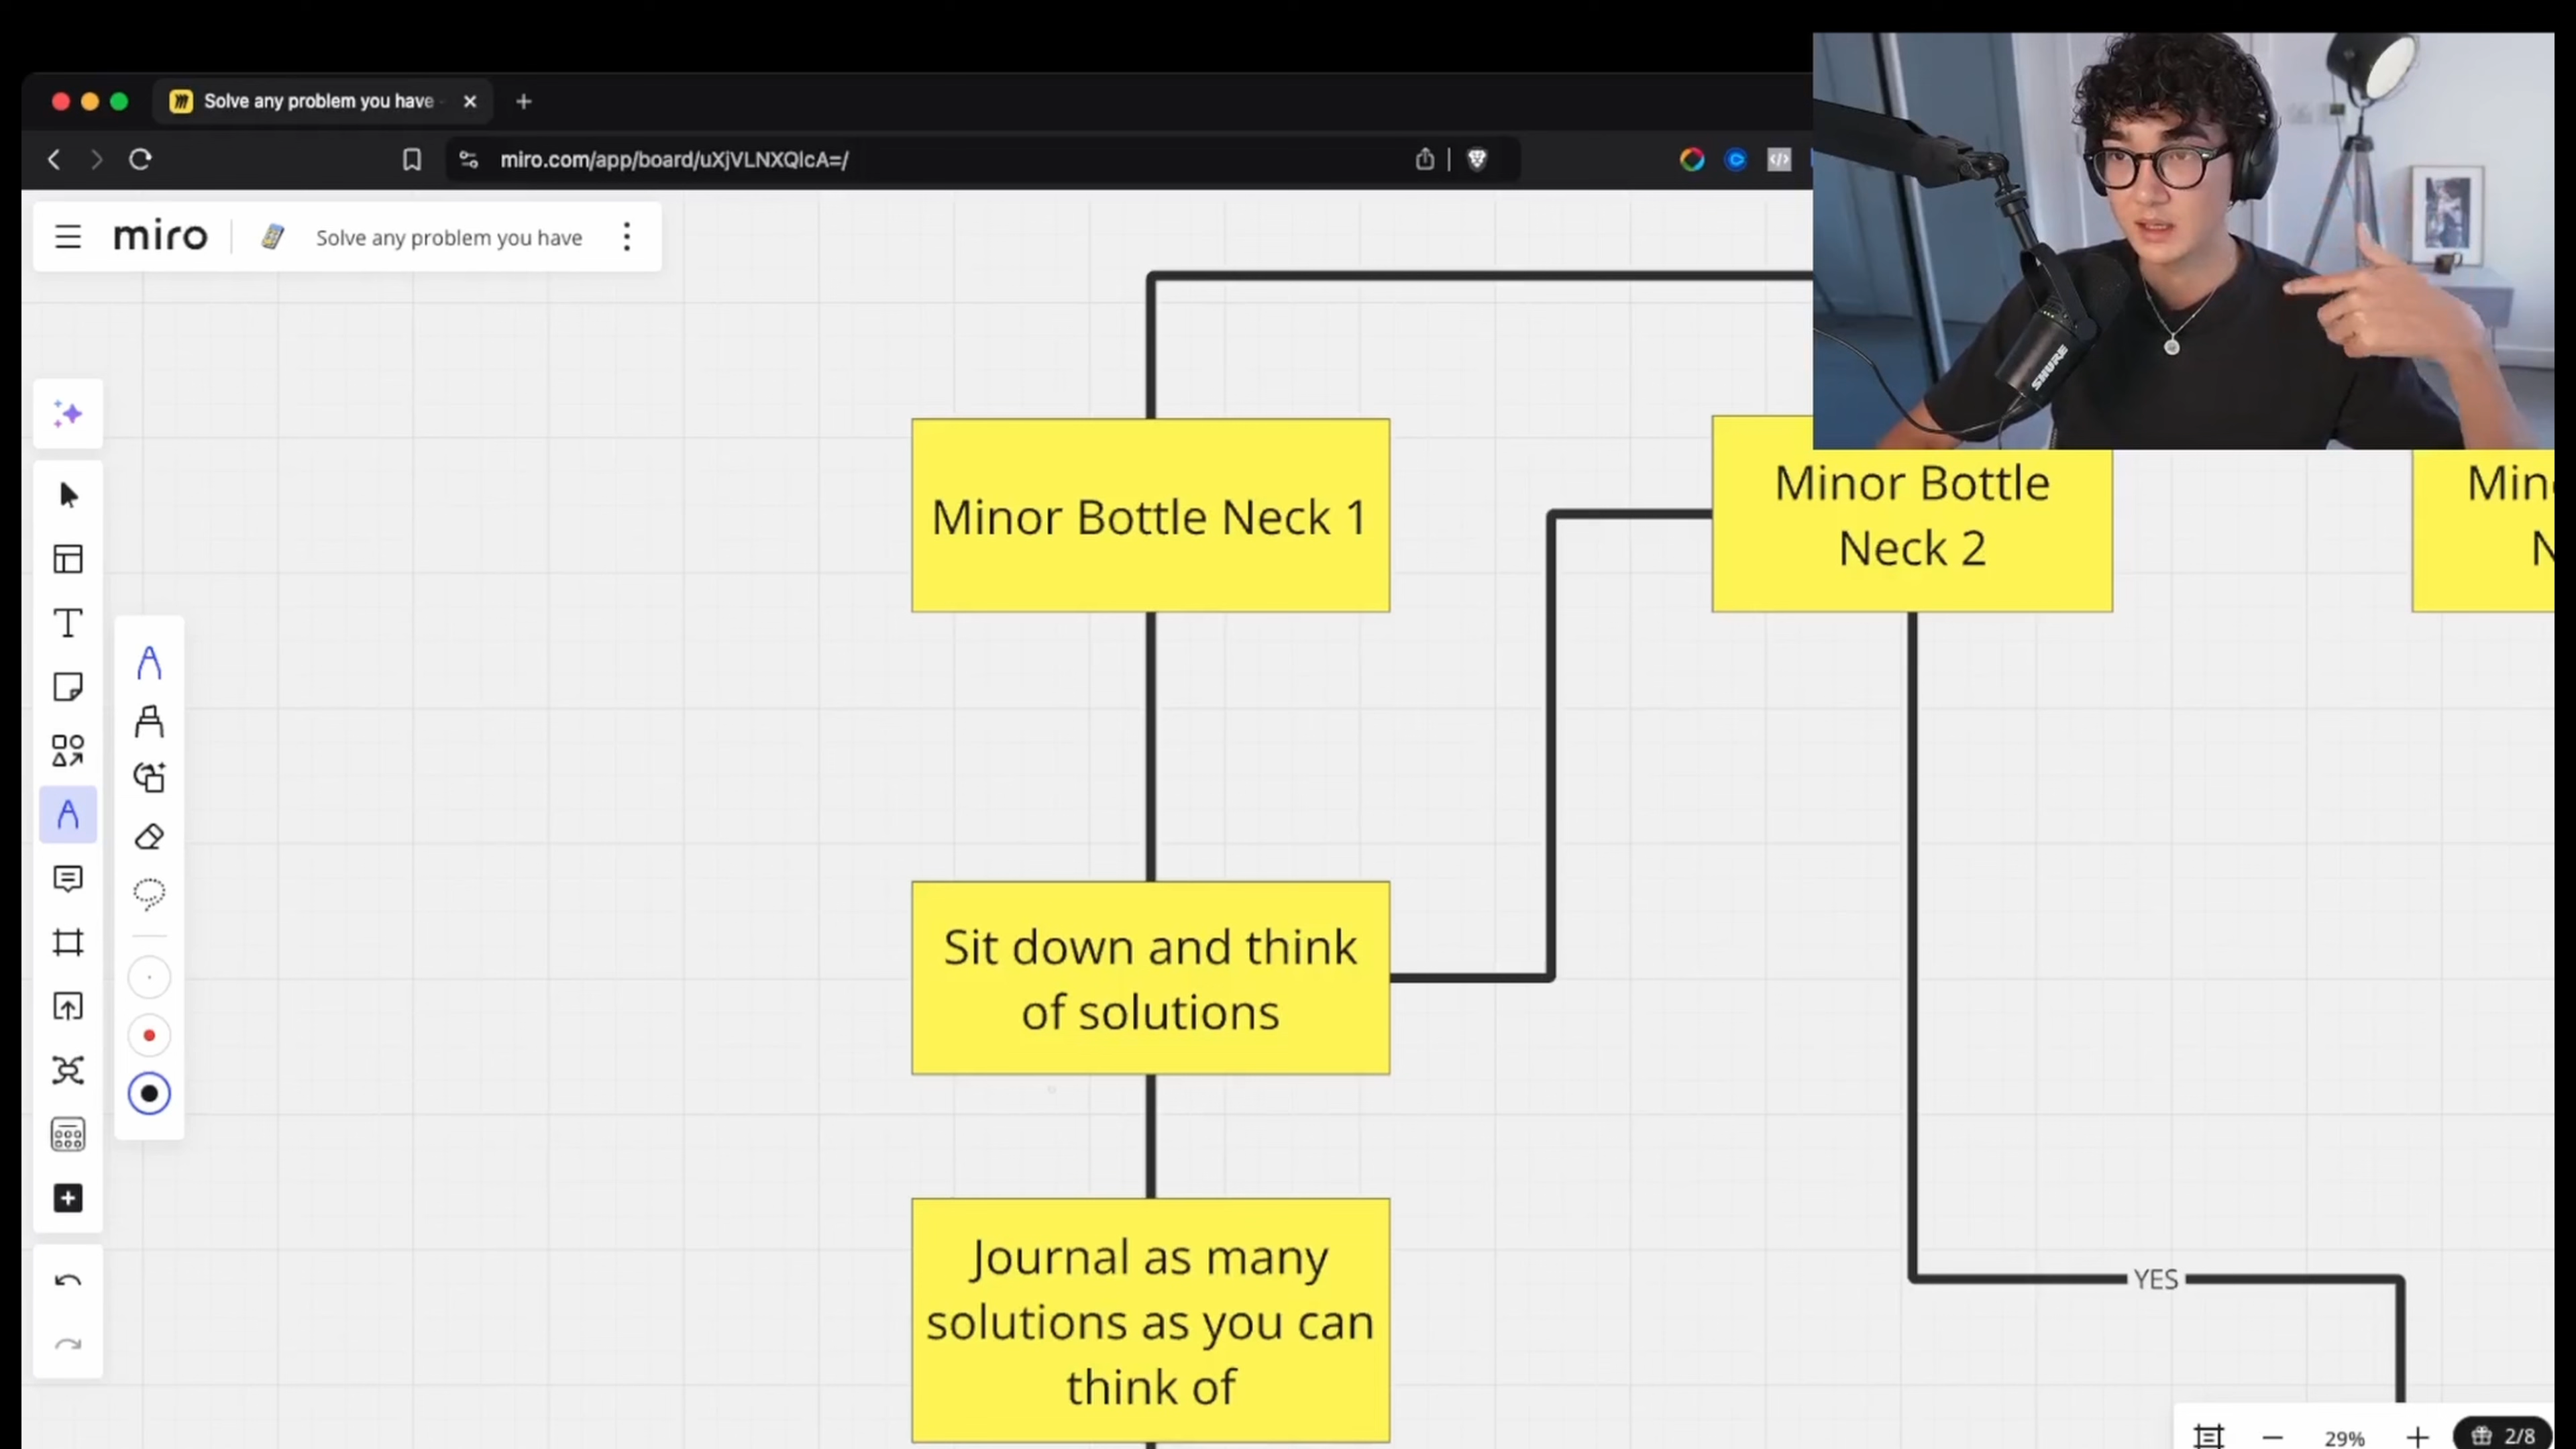 Solve any problem you have
miro.com/app/board/uXjVLNXQlcA=/
miro
Solve any problem you have
Minor Bottle Neck 1
Minor Bottle
Neck 2
Min
N
Sit down and think
of solutions
Journal as many
solutions as you can
think of
YES
SHURE
29%
2/8